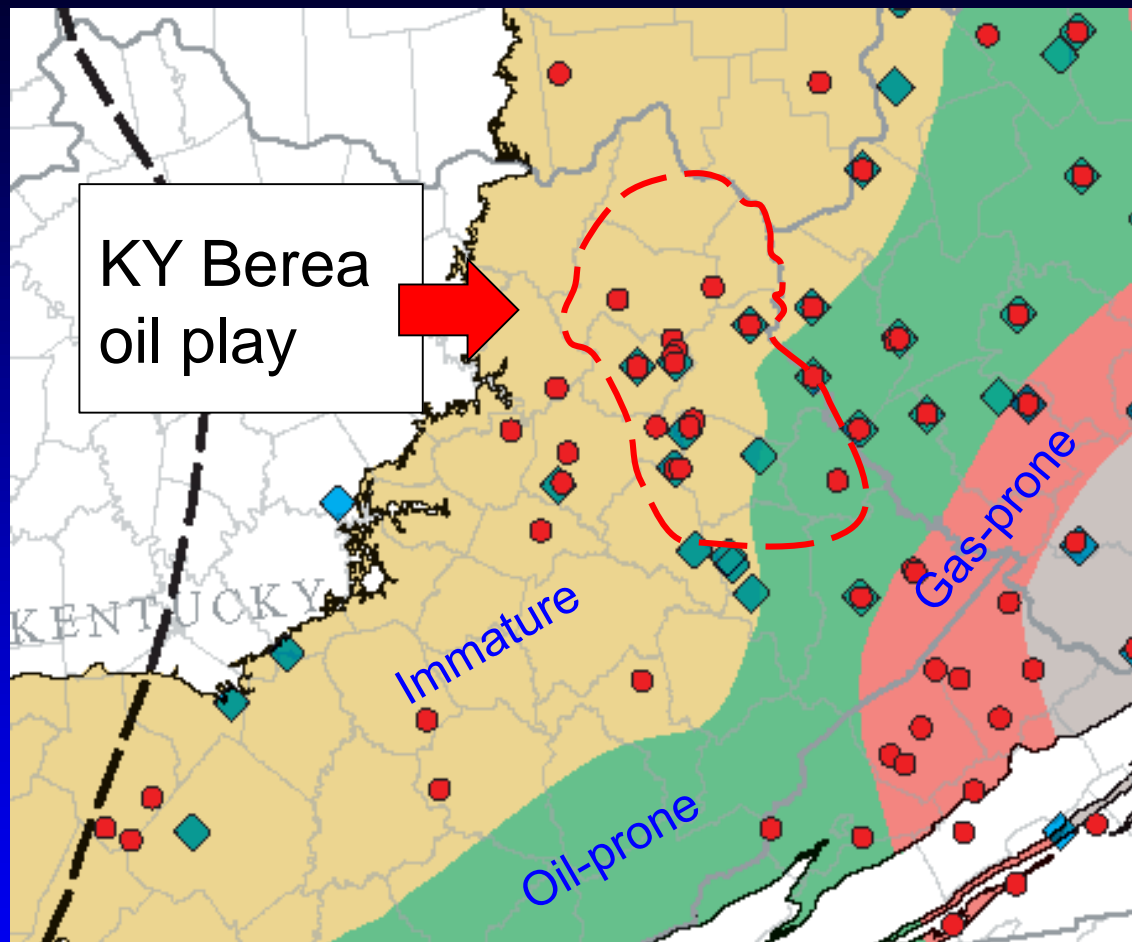 KY Berea
oil play
Gas-prone
KENTUCKY
Immature
Oil-prone